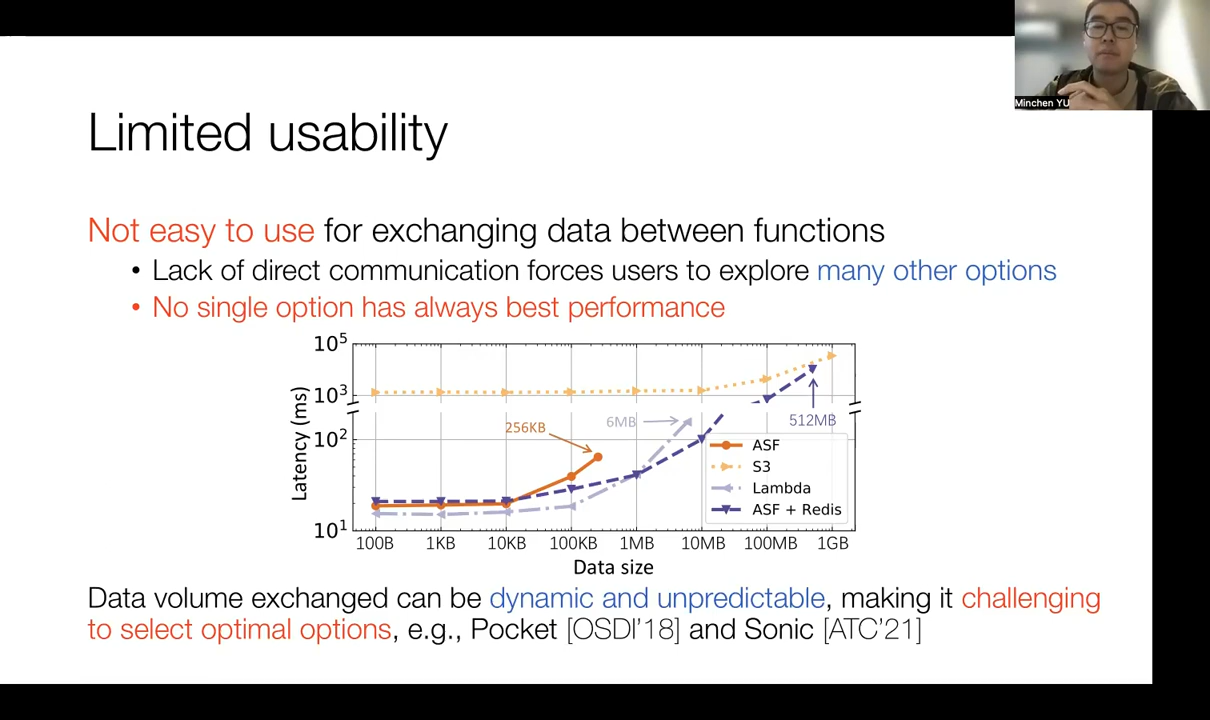 Minchen YU
Limited usability
Not easy to use for exchanging data between functions
• Lack of direct communication forces users to explore many other options
• No single option has always best performance
10⁵
10³
10²
10¹
Latency (ms)
256KB
6MB
512MB
ASF
S3
Lambda
ASF + Redis
100B 1KB 10KB 100KB 1MB 10MB 100MB 1GB
Data size
Data volume exchanged can be dynamic and unpredictable, making it challenging
to select optimal options, e.g., Pocket [OSDI’18] and Sonic [ATC’21]